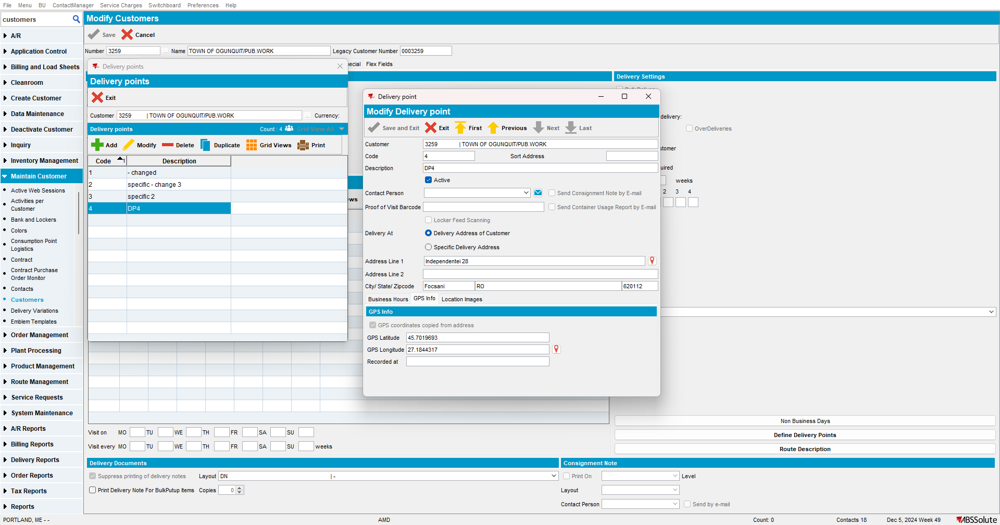 File Menu BU ContactManager Service Charges Switchboard Preferences Help
customers
Modify Customers
Save Cancel
Number 3259 ... Name TOWN OF OGUNQUIT/PUB.WORK Legacy Customer Number 0003259
A/R
Application Control
Billing and Load Sheets
Cleanroom
Create Customer
Data Maintenance
Deactivate Customer
Inquiry
Inventory Management
Maintain Customer
Active Web Sessions
Activities per
Customer
Bank and Lockers
Colors
Consumption Point
Logistics
Contract
Contract Purchase
Order Monitor
Contacts
Customers
Delivery Variations
Emblem Templates
Order Management
Plant Processing
Product Management
Route Management
Service Requests
System Maintenance
A/R Reports
Billing Reports
Delivery Reports
Order Reports
Tax Reports
Reports
Delivery points
ecial Flex Fields
Delivery points
Exit
Customer 3259 | TOWN OF OGUNQUIT/PUB.WORK ... Currency:
Delivery points Count : 4 Grid View All
Add Modify Delete Duplicate Grid Views Print
Code 1 Description
1 - changed
2 specific - change 3
3 specific 2
4 DP4
ews
Delivery point
Modify Delivery point
Save and Exit Exit First Previous Next Last
Customer 3259 | TOWN OF OGUNQUIT/PUB.WORK
Code 4 Sort Address
Description DP4
Active
Contact Person Send Consignment Note by E-mail
Proof of Visit Barcode Send Container Usage Report by E-mail
Locker Feed Scanning
Delivery At Delivery Address of Customer
Specific Delivery Address
Address Line 1 Independentei 28
Address Line 2
City/ State/ Zipcode Focsani RO 620112
Business Hours GPS Info Location Images
GPS Info
GPS coordinates copied from address
GPS Latitude 45.7019693
GPS Longitude 27.1844317
Recorded at
Delivery Settings
delivery:
OverDeliveries
stomer
uired
weeks
2 3 4
Non Business Days
Define Delivery Points
Route Description
Visit on MO TU WE TH FR SA SU
Visit every MO TU WE TH FR SA SU weeks
Delivery Documents
Suppress printing of delivery notes Layout DN | -
Print Delivery Note For BulkPutup Items Copies 0
Consignment Note
Print On Level
Layout
Contact Person Send by e-mail
PORTLAND, ME - - AMD Count: 0 Contacts 18 Dec 5, 2024 Week 49 ABSSolute